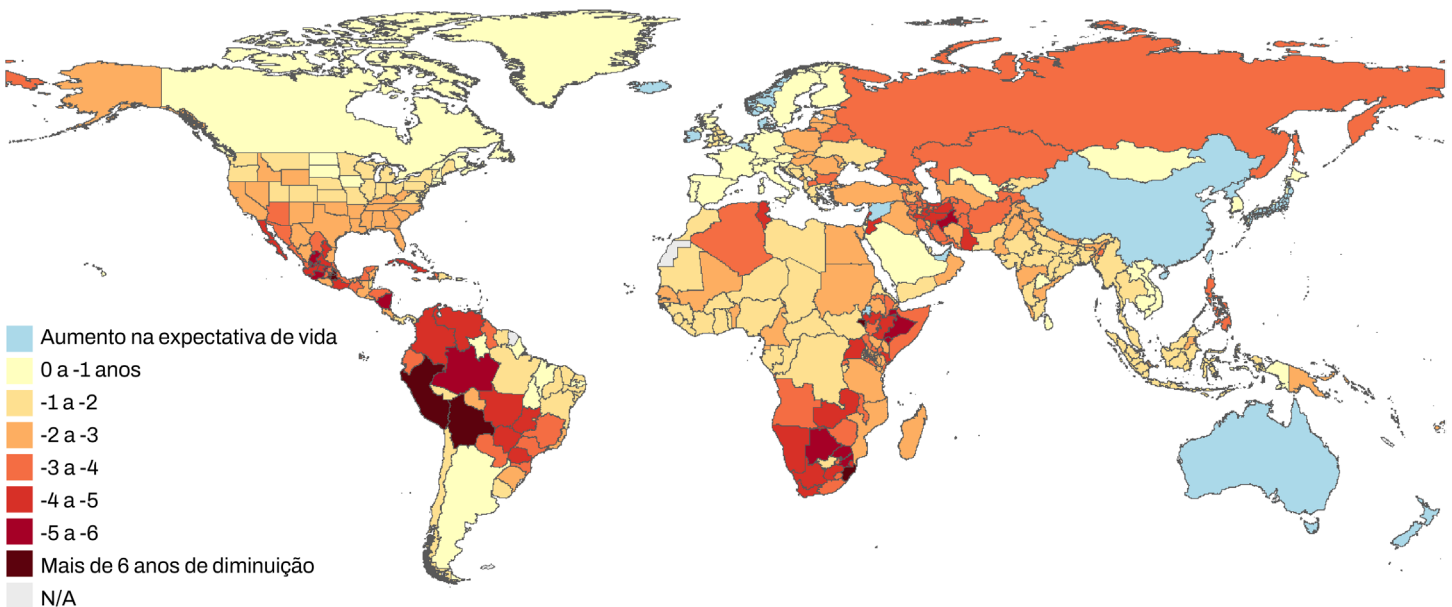 Aumento na expectativa de vida
0 a -1 anos
-1 a -2
-2 a -3
-3 a -4
-4 a -5
-5 a -6
Mais de 6 anos de diminuição
N/A